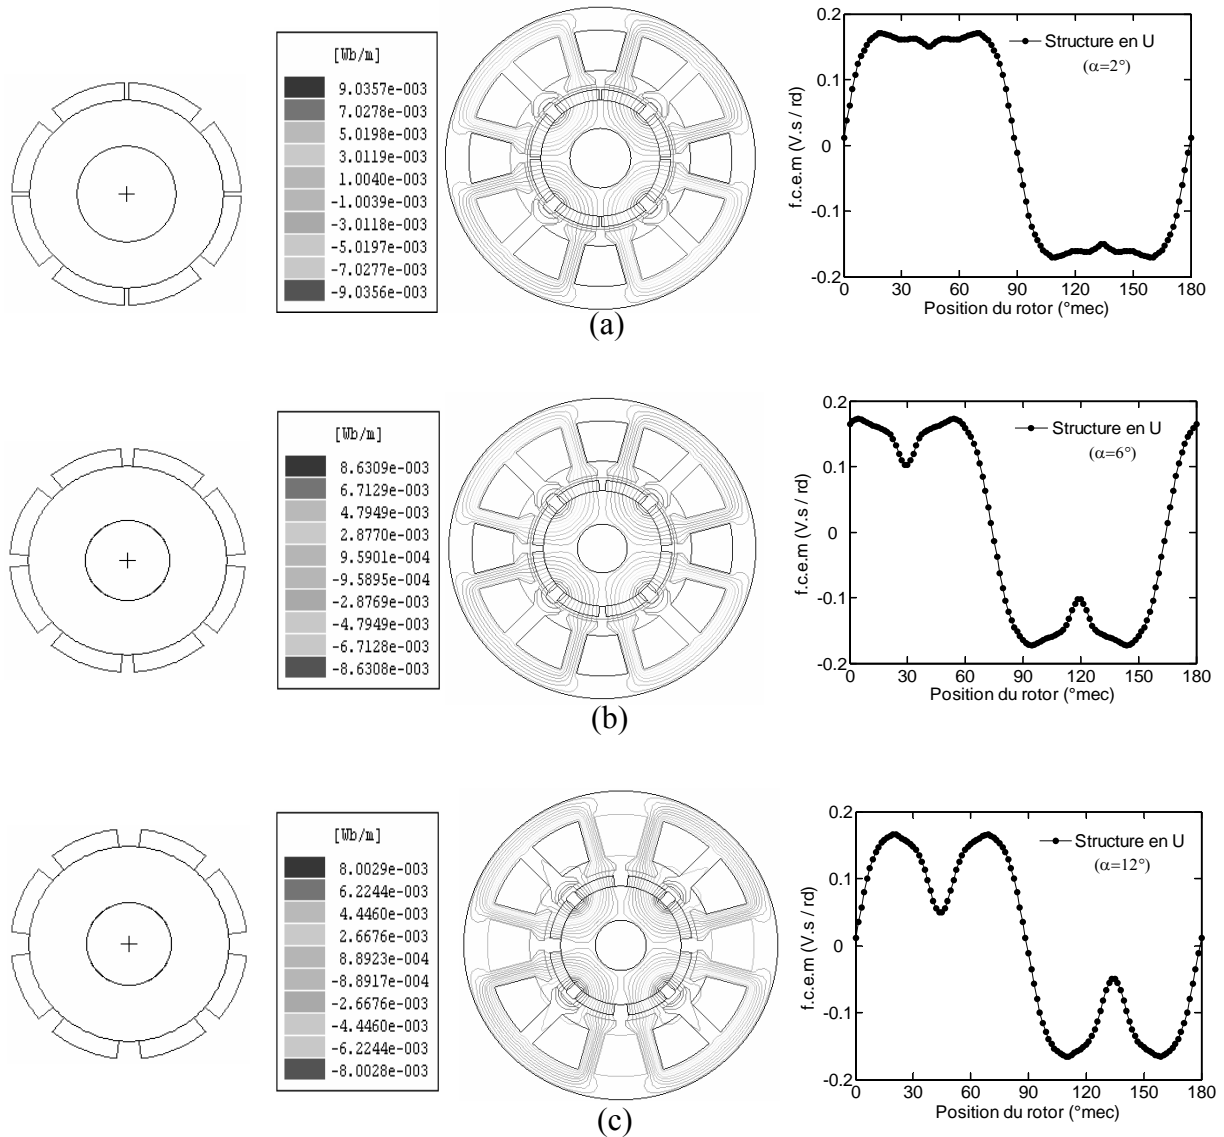 [Wb/m]
9.0357e-003
7.0278e-003
5.0198e-003
3.0119e-003
1.0040e-003
-1.0039e-003
-3.0118e-003
-5.0197e-003
-7.0277e-003
-9.0356e-003
0.2
0.1
0
-0.1
-0.2
f.c.e.m (V.s / rd)
Structure en U
(α=2°)
0 30 60 90 120 150 180
Position du rotor (°mec)
(a)
[Wb/m]
8.6309e-003
6.7129e-003
4.7949e-003
2.8770e-003
9.5901e-004
-9.5895e-004
-2.8769e-003
-4.7949e-003
-6.7128e-003
-8.6308e-003
0.2
0.1
0
-0.1
-0.2
f.c.e.m (V.s / rd)
Structure en U
(α=6°)
0 30 60 90 120 150 180
Position du rotor (°mec)
(b)
[Wb/m]
8.0029e-003
6.2244e-003
4.4460e-003
2.6676e-003
8.8923e-004
-8.8917e-004
-2.6676e-003
-4.4460e-003
-6.2244e-003
-8.0028e-003
0.2
0.1
0
-0.1
-0.2
f.c.e.m (V.s / rd)
Structure en U
(α=12°)
0 30 60 90 120 150 180
Position du rotor (°mec)
(c)